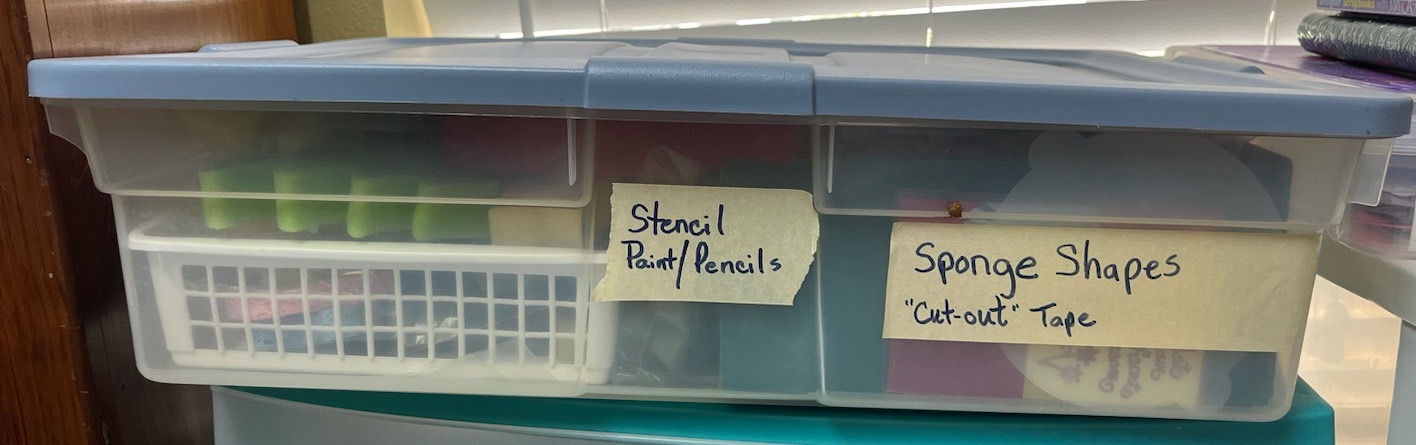 Stencil
Paint/Pencils
Sponge Shapes
"Cut-out" Tape